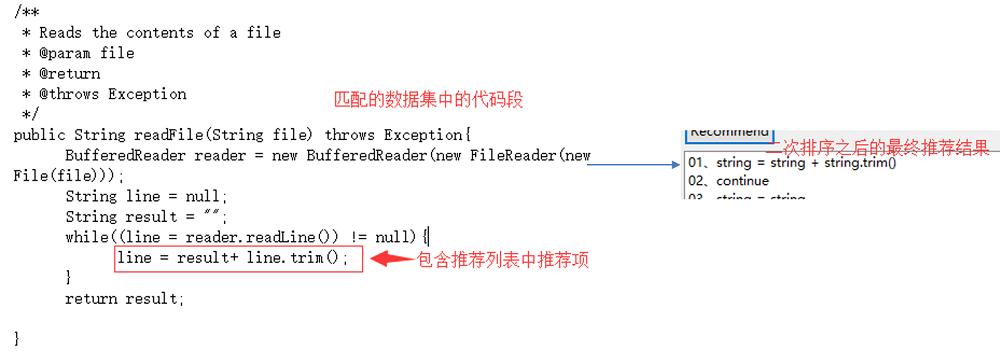 /**
* Reads the contents of a file
* @param file
* @return
* @throws Exception
*/
匹配的数据集中的代码段
public String readFile(String file) throws Exception{
BufferedReader reader = new BufferedReader(new FileReader(new
File(file)));
String line = null;
String result = "";
while((line = reader.readLine()) != null){
line = result+ line.trim();
包含推荐列表中推荐项
}
return result;
}
Recommend
二次排序之后的最终推荐结果
01、string = string + string.trim()
02、continue
03、string = string